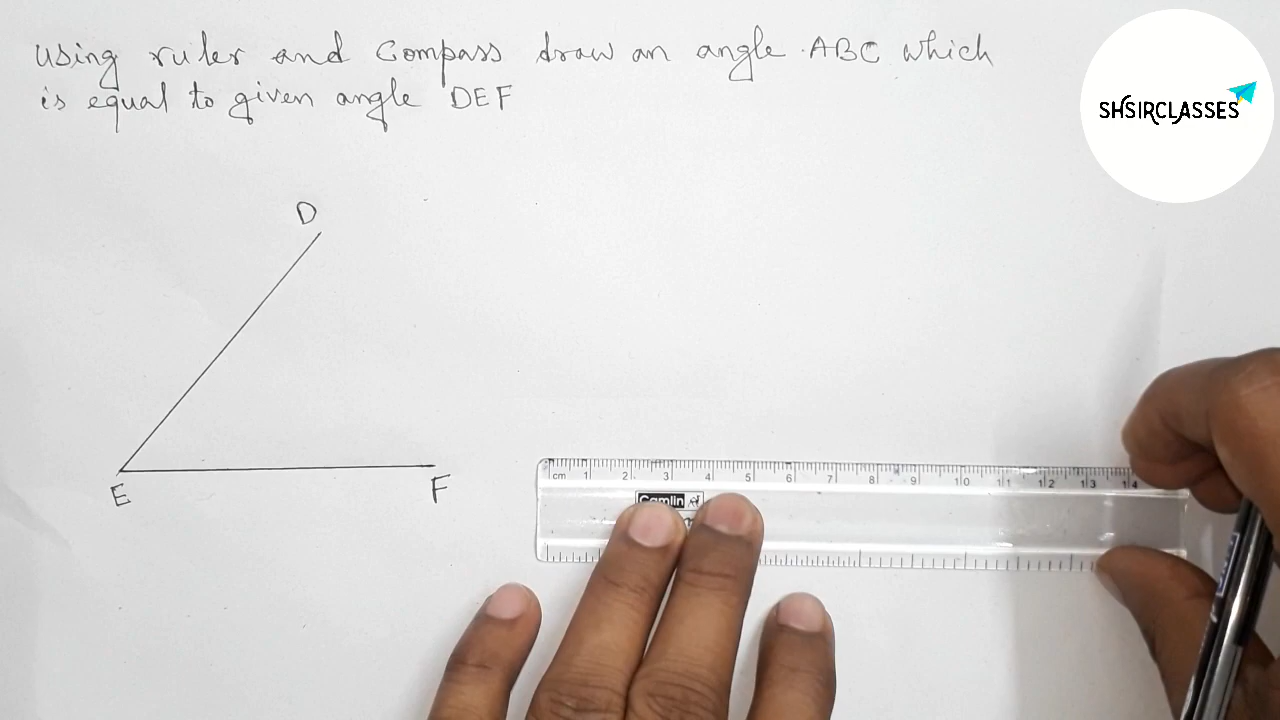 Using ruler and compass draw an angle ABC which
is equal to given angle DEF
SHSIRCLASSES
D
E
F
cm 1 2 3 4 5 6 7 8 9 10 11 12 13 14
Camlin